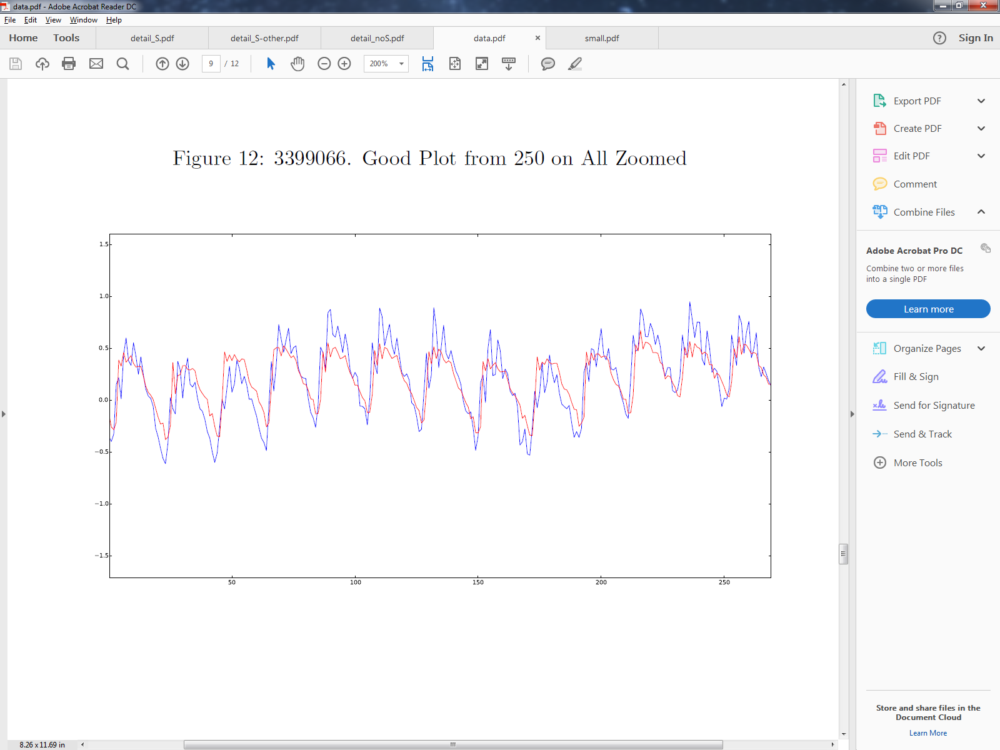 data.pdf - Adobe Acrobat Reader DC
File Edit View Window Help
Home Tools detail_S.pdf detail_S-other.pdf detail_noS.pdf data.pdf × small.pdf ? Sign In
9 / 12 200%
Figure 12: 3399066. Good Plot from 250 on All Zoomed
1.5
1.0
0.5
0.0
−0.5
−1.0
−1.5
50 100 150 200 250
Export PDF
Create PDF
Edit PDF
Comment
Combine Files
Adobe Acrobat Pro DC
Combine two or more files
into a single PDF
Learn more
Organize Pages
Fill & Sign
Send for Signature
Send & Track
More Tools
Store and share files in the
Document Cloud
Learn More
8.26 x 11.69 in